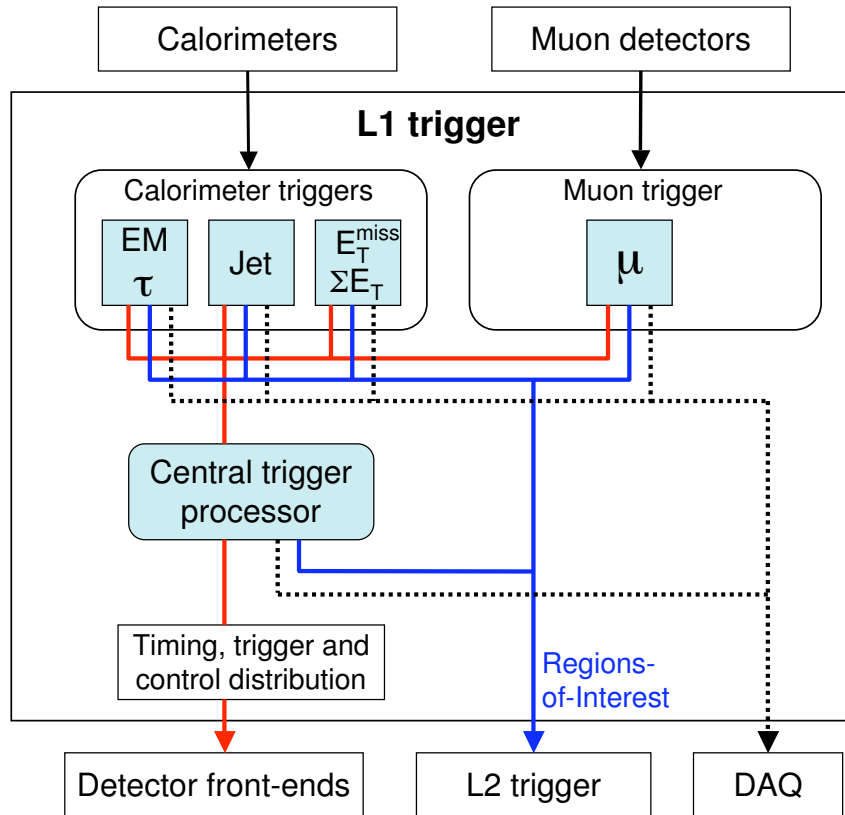 Calorimeters
Muon detectors
L1 trigger
Calorimeter triggers
Muon trigger
EM
τ
Jet
E_T^miss
ΣE_T
μ
Central trigger
processor
Timing, trigger and
control distribution
Regions-
of-Interest
Detector front-ends
L2 trigger
DAQ